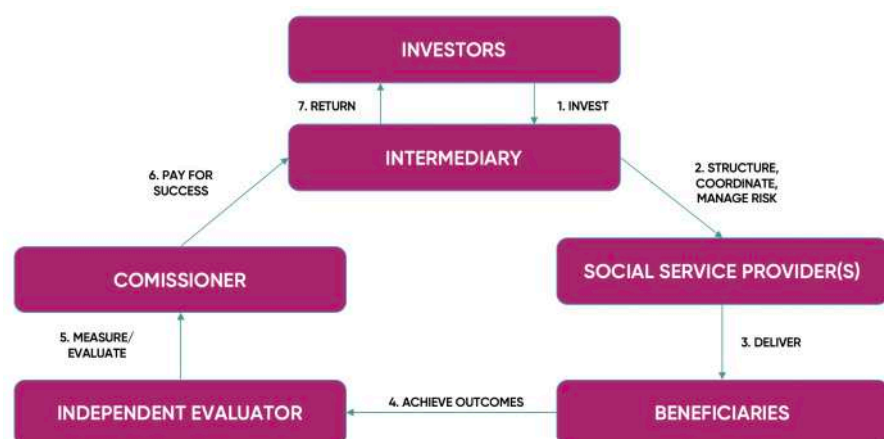 INVESTORS
7. RETURN
1. INVEST
INTERMEDIARY
6. PAY FOR
SUCCESS
2. STRUCTURE,
COORDINATE,
MANAGE RISK
COMISSIONER
SOCIAL SERVICE PROVIDER(S)
5. MEASURE/
EVALUATE
3. DELIVER
INDEPENDENT EVALUATOR
4. ACHIEVE OUTCOMES
BENEFICIARIES